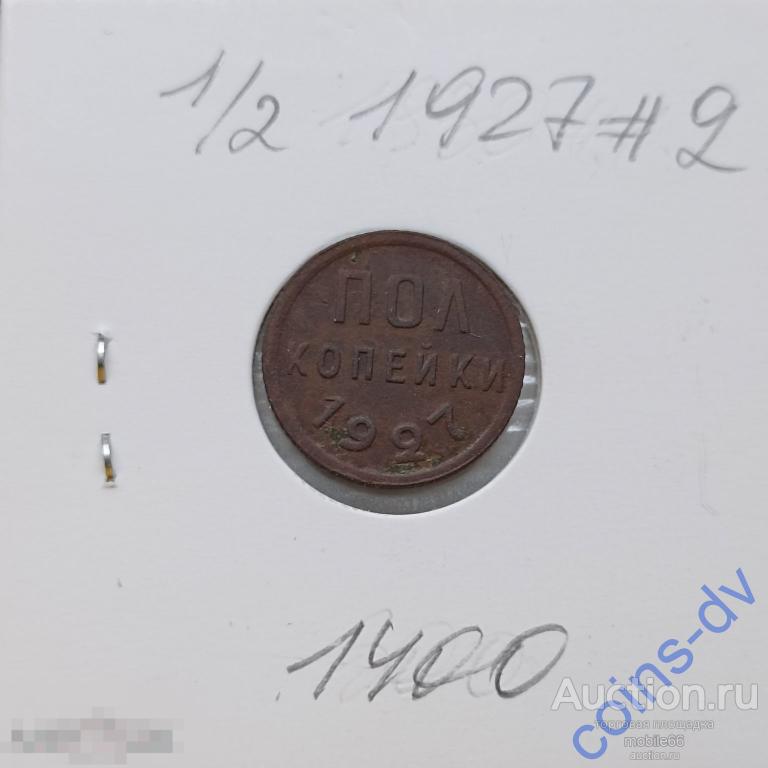 1/2 1927 #2
ПОЛ
КОПЕЙКИ
1927
1400
coins-dv
Auction.ru
торговая площадка
mobile66
auction.ru